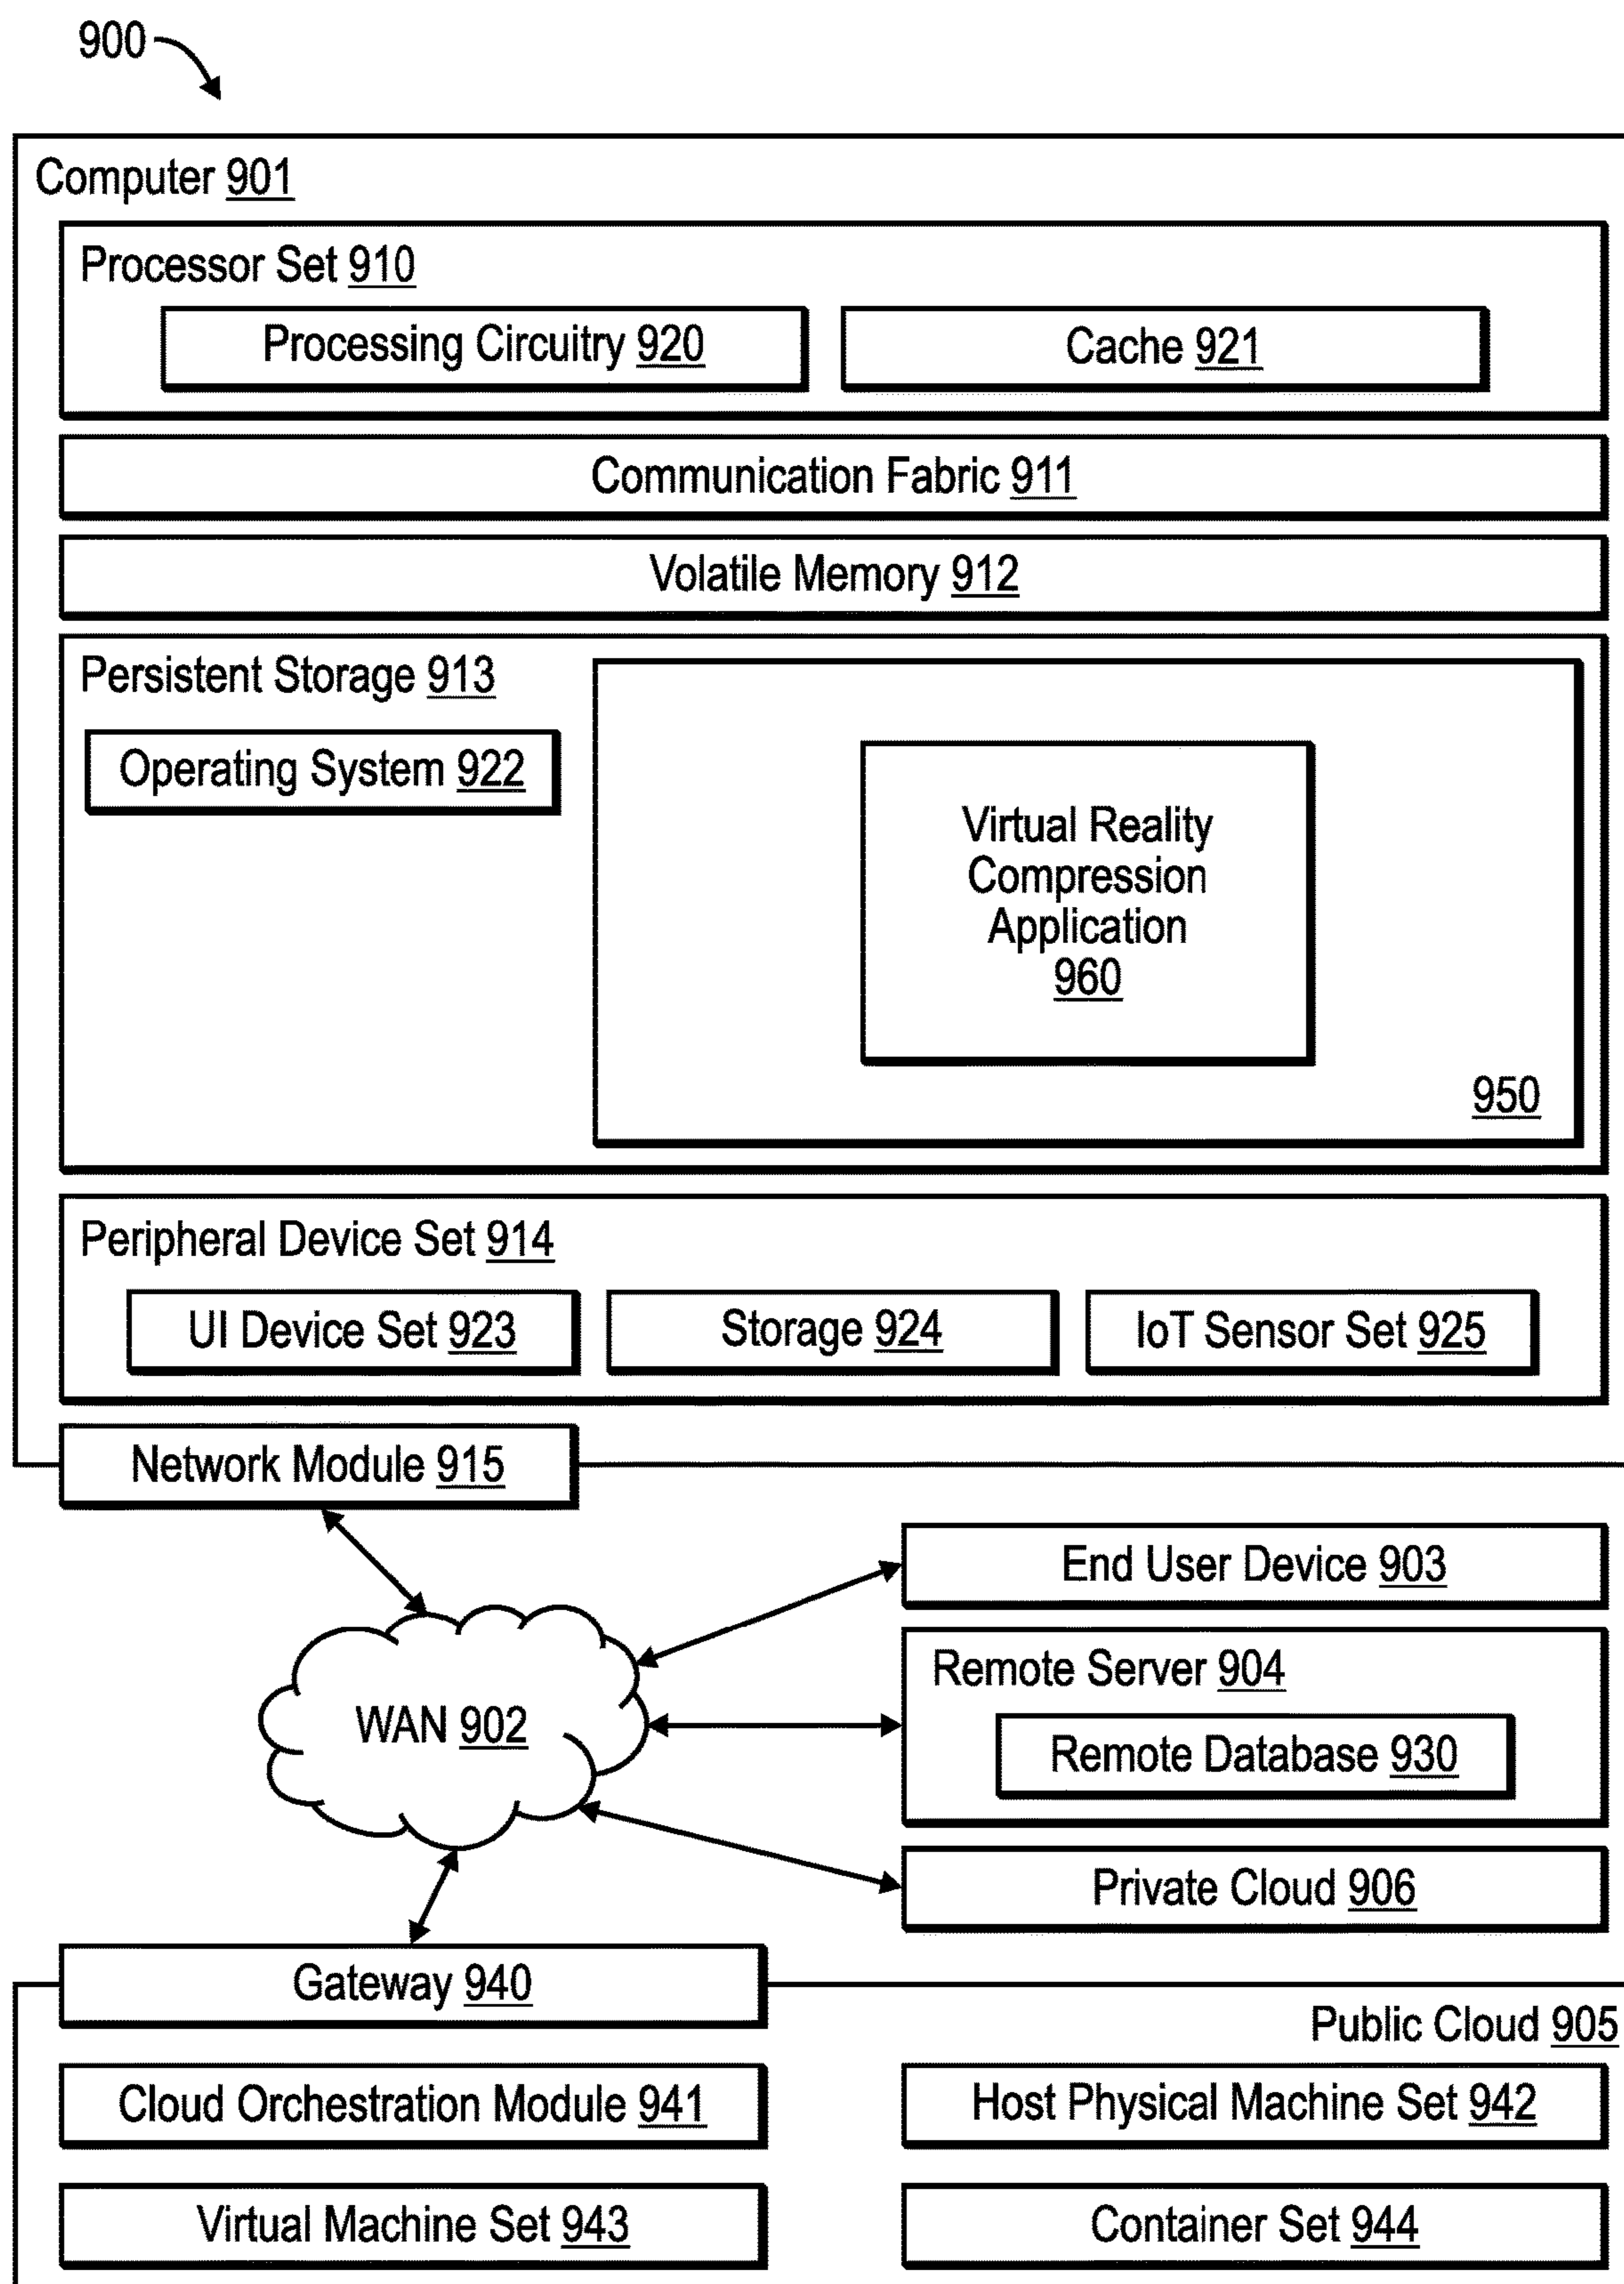 900
Computer 901
Processor Set 910
Processing Circuitry 920
Cache 921
Communication Fabric 911
Volatile Memory 912
Persistent Storage 913
Operating System 922
Virtual Reality
Compression
Application
960
950
Peripheral Device Set 914
UI Device Set 923
Storage 924
IoT Sensor Set 925
Network Module 915
End User Device 903
Remote Server 904
WAN 902
Remote Database 930
Private Cloud 906
Gateway 940
Public Cloud 905
Cloud Orchestration Module 941
Host Physical Machine Set 942
Virtual Machine Set 943
Container Set 944